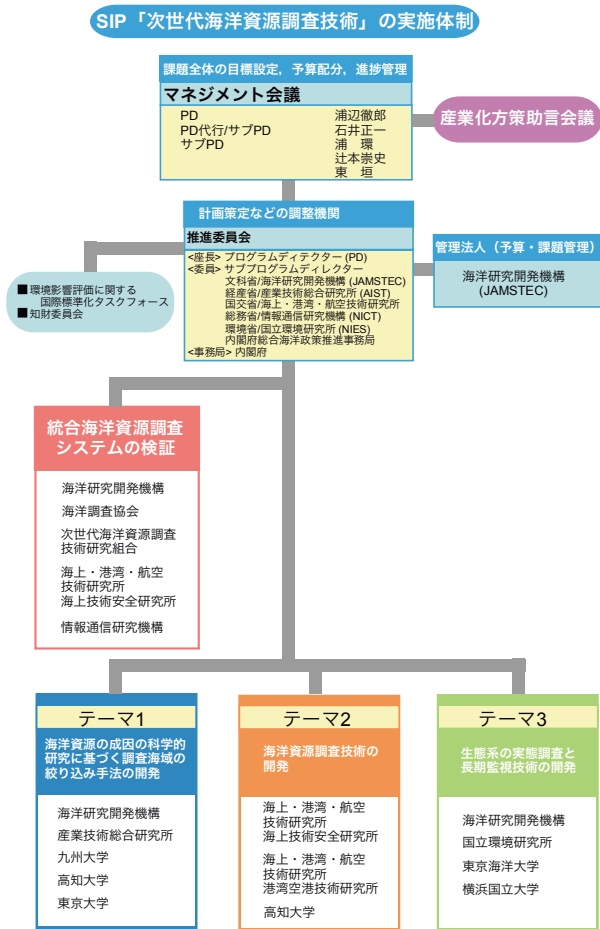 SIP「次世代海洋資源調査技術」の実施体制
課題全体の目標設定，予算配分，進捗管理
マネジメント会議
PD 浦辺徹郎
PD代行/サブPD 石井正一
サブPD 浦　環
辻本崇史
東　垣
産業化方策助言会議
計画策定などの調整機関
推進委員会
<座長> プログラムディテクター (PD)
<委員> サブプログラムディレクター
文科省/海洋研究開発機構 (JAMSTEC)
経産省/産業技術総合研究所 (AIST)
国交省/海上・港湾・航空技術研究所
総務省/情報通信研究機構 (NICT)
環境省/国立環境研究所 (NIES)
内閣府総合海洋政策推進事務局
<事務局> 内閣府
管理法人（予算・課題管理）
海洋研究開発機構
(JAMSTEC)
■ 環境影響評価に関する
国際標準化タスクフォース
■ 知財委員会
統合海洋資源調査
システムの検証
海洋研究開発機構
海洋調査協会
次世代海洋資源調査
技術研究組合
海上・港湾・航空
技術研究所
海上技術安全研究所
情報通信研究機構
テーマ1
海洋資源の成因の科学的
研究に基づく調査海域の
絞り込み手法の開発
海洋研究開発機構
産業技術総合研究所
九州大学
高知大学
東京大学
テーマ2
海洋資源調査技術の
開発
海上・港湾・航空
技術研究所
海上技術安全研究所
海上・港湾・航空
技術研究所
港湾空港技術研究所
高知大学
テーマ3
生態系の実態調査と
長期監視技術の開発
海洋研究開発機構
国立環境研究所
東京海洋大学
横浜国立大学